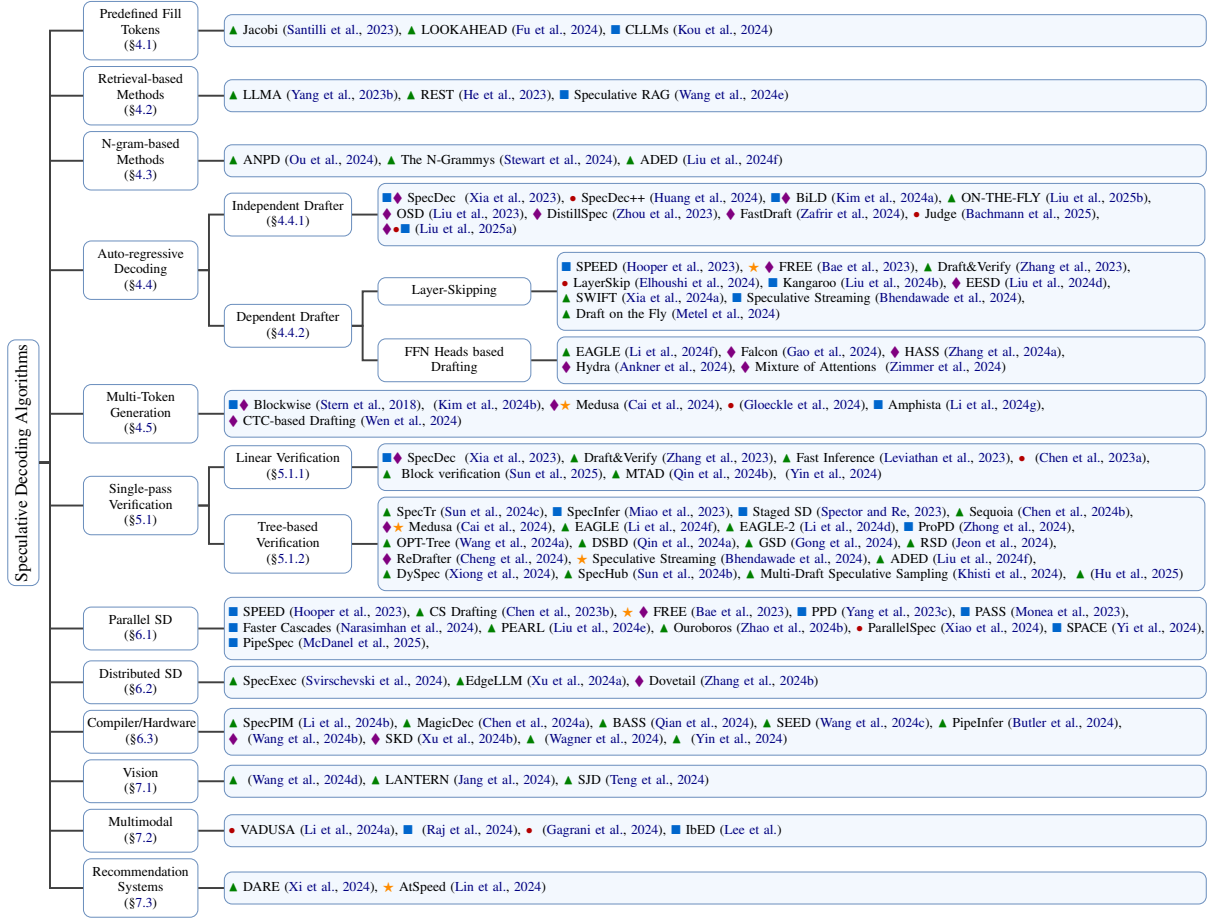 Speculative Decoding Algorithms
Predefined Fill
Tokens
(§4.1)
▲ Jacobi (Santilli et al., 2023), ▲ LOOKAHEAD (Fu et al., 2024), ■ CLLMs (Kou et al., 2024)
Retrieval-based
Methods
(§4.2)
▲ LLMA (Yang et al., 2023b), ▲ REST (He et al., 2023), ■ Speculative RAG (Wang et al., 2024e)
N-gram-based
Methods
(§4.3)
▲ ANPD (Ou et al., 2024), ▲ The N-Grammys (Stewart et al., 2024), ▲ ADED (Liu et al., 2024f)
Auto-regressive
Decoding
(§4.4)
Independent Drafter
(§4.4.1)
■♦ SpecDec (Xia et al., 2023), ● SpecDec++ (Huang et al., 2024), ■♦ BiLD (Kim et al., 2024a), ▲ ON-THE-FLY (Liu et al., 2025b),
♦ OSD (Liu et al., 2023), ♦ DistillSpec (Zhou et al., 2023), ♦ FastDraft (Zafrir et al., 2024), ● Judge (Bachmann et al., 2025),
♦●■ (Liu et al., 2025a)
Dependent Drafter
(§4.4.2)
Layer-Skipping
■ SPEED (Hooper et al., 2023), ★ ♦ FREE (Bae et al., 2023), ▲ Draft&Verify (Zhang et al., 2023),
● LayerSkip (Elhoushi et al., 2024), ■ Kangaroo (Liu et al., 2024b), ♦ EESD (Liu et al., 2024d),
▲ SWIFT (Xia et al., 2024a), ■ Speculative Streaming (Bhendawade et al., 2024),
▲ Draft on the Fly (Metel et al., 2024)
FFN Heads based
Drafting
▲ EAGLE (Li et al., 2024f), ♦ Falcon (Gao et al., 2024), ♦ HASS (Zhang et al., 2024a),
♦ Hydra (Ankner et al., 2024), ♦ Mixture of Attentions (Zimmer et al., 2024)
Multi-Token
Generation
(§4.5)
■♦ Blockwise (Stern et al., 2018), (Kim et al., 2024b), ♦★ Medusa (Cai et al., 2024), ● (Gloeckle et al., 2024), ■ Amphista (Li et al., 2024g),
♦ CTC-based Drafting (Wen et al., 2024)
Single-pass
Verification
(§5.1)
Linear Verification
(§5.1.1)
■♦ SpecDec (Xia et al., 2023), ▲ Draft&Verify (Zhang et al., 2023), ▲ Fast Inference (Leviathan et al., 2023), ● (Chen et al., 2023a),
▲ Block verification (Sun et al., 2025), ▲ MTAD (Qin et al., 2024b), (Yin et al., 2024)
Tree-based
Verification
(§5.1.2)
▲ SpecTr (Sun et al., 2024c), ■ SpecInfer (Miao et al., 2023), ■ Staged SD (Spector and Re, 2023), ▲ Sequoia (Chen et al., 2024b),
♦★ Medusa (Cai et al., 2024), ▲ EAGLE (Li et al., 2024f), ▲ EAGLE-2 (Li et al., 2024d), ■ ProPD (Zhong et al., 2024),
▲ OPT-Tree (Wang et al., 2024a), ▲ DSBD (Qin et al., 2024a), ▲ GSD (Gong et al., 2024), ▲ RSD (Jeon et al., 2024),
♦ ReDrafter (Cheng et al., 2024), ★ Speculative Streaming (Bhendawade et al., 2024), ▲ ADED (Liu et al., 2024f),
▲ DySpec (Xiong et al., 2024), ▲ SpecHub (Sun et al., 2024b), ▲ Multi-Draft Speculative Sampling (Khisti et al., 2024), ▲ (Hu et al., 2025)
Parallel SD
(§6.1)
■ SPEED (Hooper et al., 2023), ▲ CS Drafting (Chen et al., 2023b), ★ ♦ FREE (Bae et al., 2023), ■ PPD (Yang et al., 2023c), ■ PASS (Monea et al., 2023),
■ Faster Cascades (Narasimhan et al., 2024), ▲ PEARL (Liu et al., 2024e), ▲ Ouroboros (Zhao et al., 2024b), ● ParallelSpec (Xiao et al., 2024), ■ SPACE (Yi et al., 2024),
■ PipeSpec (McDanel et al., 2025),
Distributed SD
(§6.2)
▲ SpecExec (Svirschevski et al., 2024), ▲EdgeLLM (Xu et al., 2024a), ♦ Dovetail (Zhang et al., 2024b)
Compiler/Hardware
(§6.3)
▲ SpecPIM (Li et al., 2024b), ▲ MagicDec (Chen et al., 2024a), ▲ BASS (Qian et al., 2024), ▲ SEED (Wang et al., 2024c), ▲ PipeInfer (Butler et al., 2024),
♦ (Wang et al., 2024b), ♦ SKD (Xu et al., 2024b), ▲ (Wagner et al., 2024), ▲ (Yin et al., 2024)
Vision
(§7.1)
▲ (Wang et al., 2024d), ▲ LANTERN (Jang et al., 2024), ▲ SJD (Teng et al., 2024)
Multimodal
(§7.2)
● VADUSA (Li et al., 2024a), ■ (Raj et al., 2024), ● (Gagrani et al., 2024), ■ IbED (Lee et al.)
Recommendation
Systems
(§7.3)
▲ DARE (Xi et al., 2024), ★ AtSpeed (Lin et al., 2024)